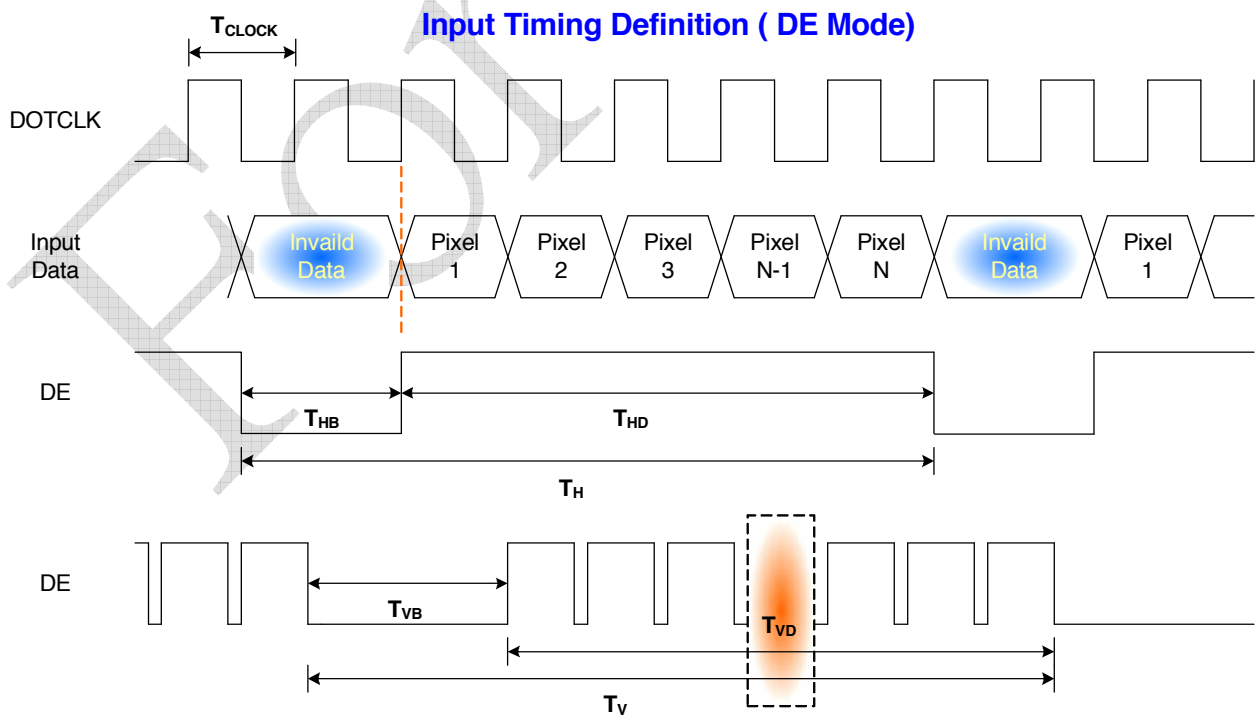 Input Timing Definition ( DE Mode)
TCLOCK
DOTCLK
Input
Data
Invaild
Data
Pixel
1
Pixel
2
Pixel
3
Pixel
N-1
Pixel
N
Invaild
Data
Pixel
1
DE
THB
THD
TH
DE
TVB
TVD
TV
For